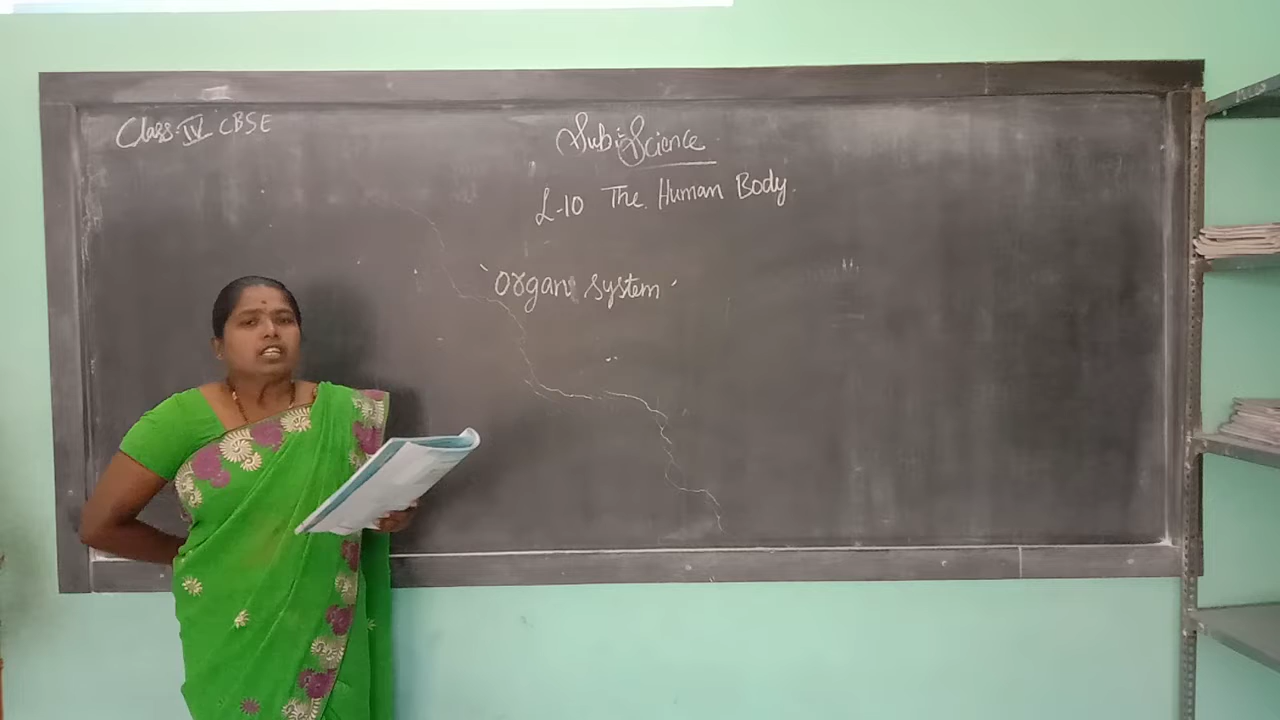 Class-IV CBSE
Sub:-Science
L-10 The Human Body.
'Organ system'